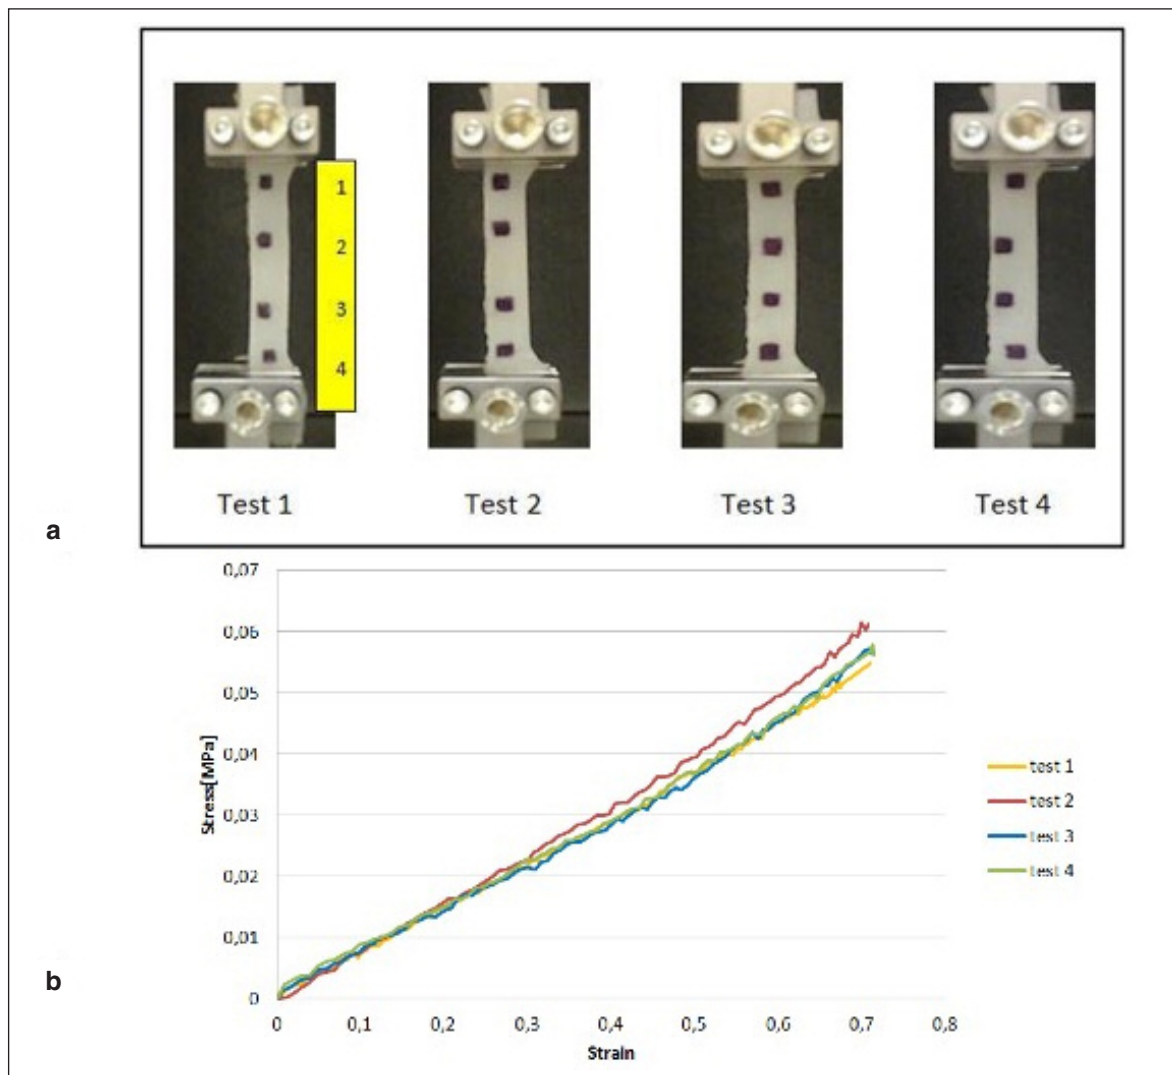 1
2
3
4
Test 1
Test 2
Test 3
Test 4
a
0,07
0,06
0,05
0,04
0,03
0,02
0,01
0
Stress[MPa]
0
0,1
0,2
0,3
0,4
0,5
0,6
0,7
0,8
Strain
test 1
test 2
test 3
test 4
b